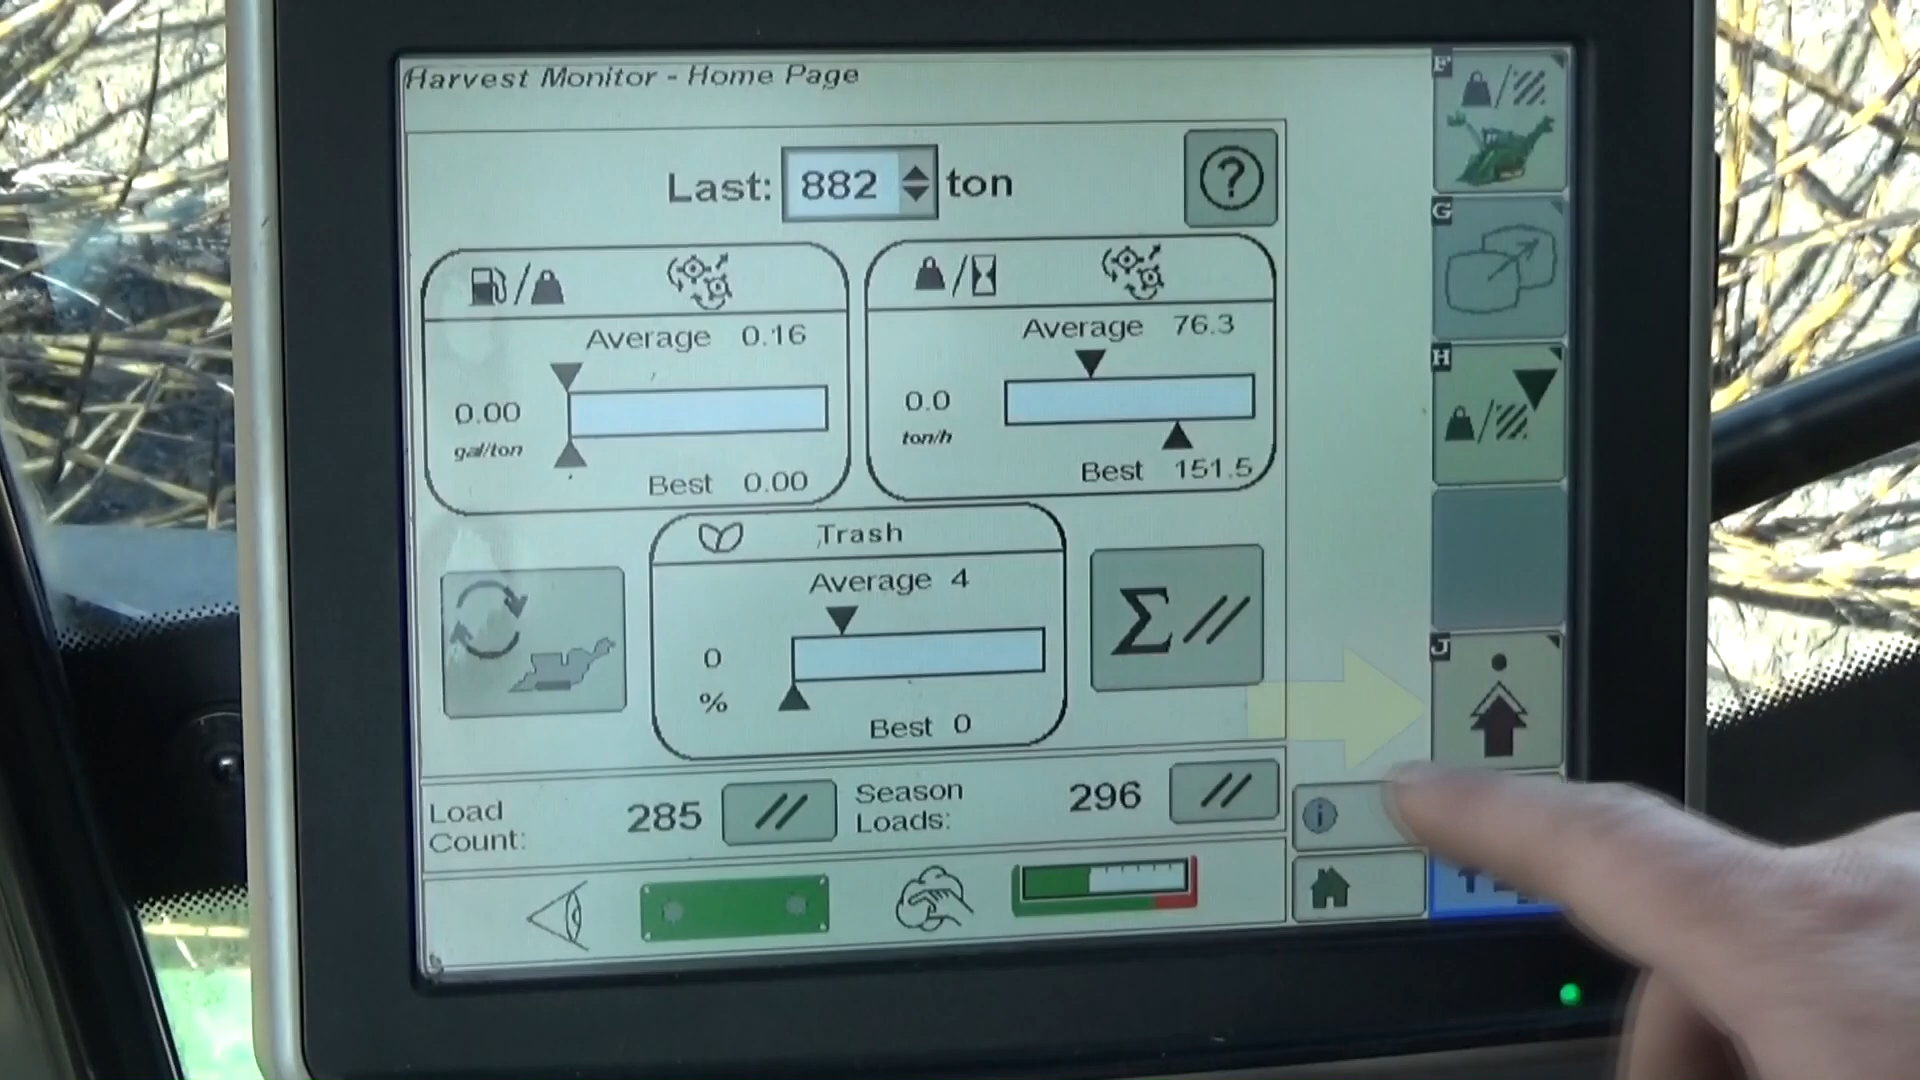 Harvest Monitor - Home Page
Last: 882 ton
Average 0.16
0.00
gal/ton
Best 0.00
Average 76.3
0.0
ton/h
Best 151.5
Trash
Average 4
0
%
Best 0
Σ //
Load Count: 285 //
Season Loads: 296 //
?
F
G
H
J
i